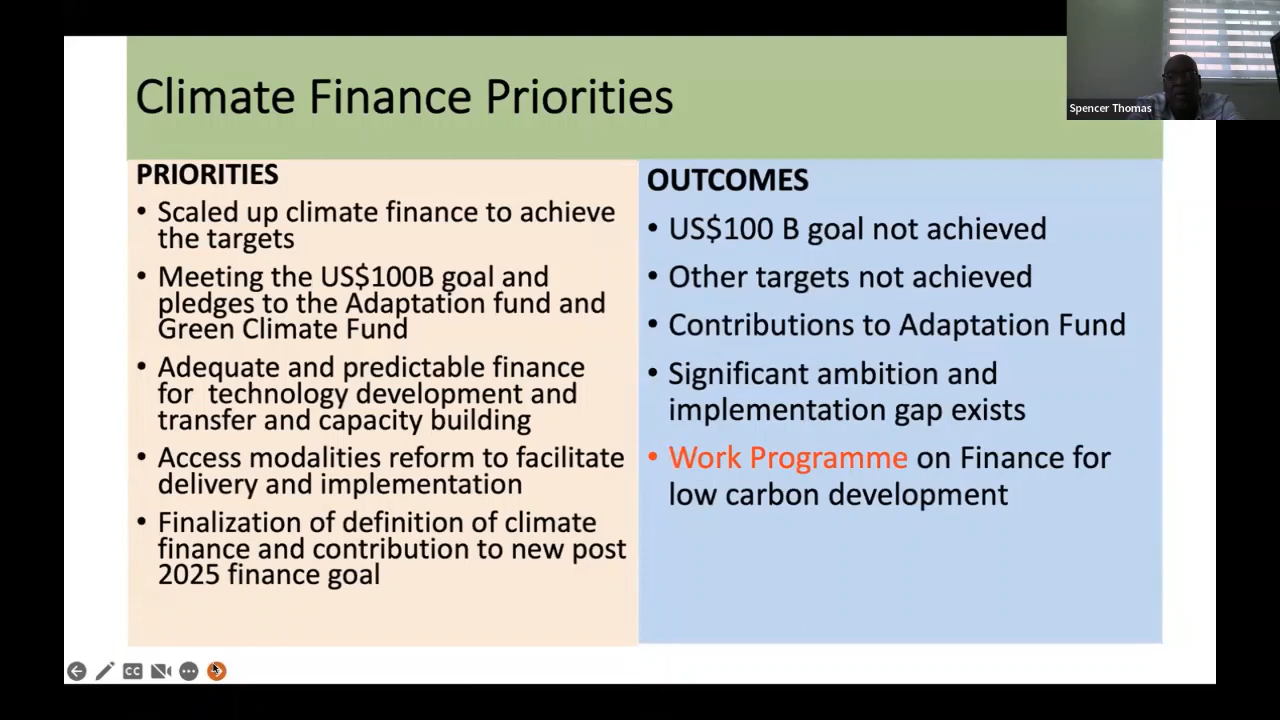 Climate Finance Priorities
Spencer Thomas
PRIORITIES
• Scaled up climate finance to achieve
the targets
• Meeting the US$100B goal and
pledges to the Adaptation fund and
Green Climate Fund
• Adequate and predictable finance
for technology development and
transfer and capacity building
• Access modalities reform to facilitate
delivery and implementation
• Finalization of definition of climate
finance and contribution to new post
2025 finance goal
OUTCOMES
• US$100 B goal not achieved
• Other targets not achieved
• Contributions to Adaptation Fund
• Significant ambition and
implementation gap exists
• Work Programme on Finance for
low carbon development
CC